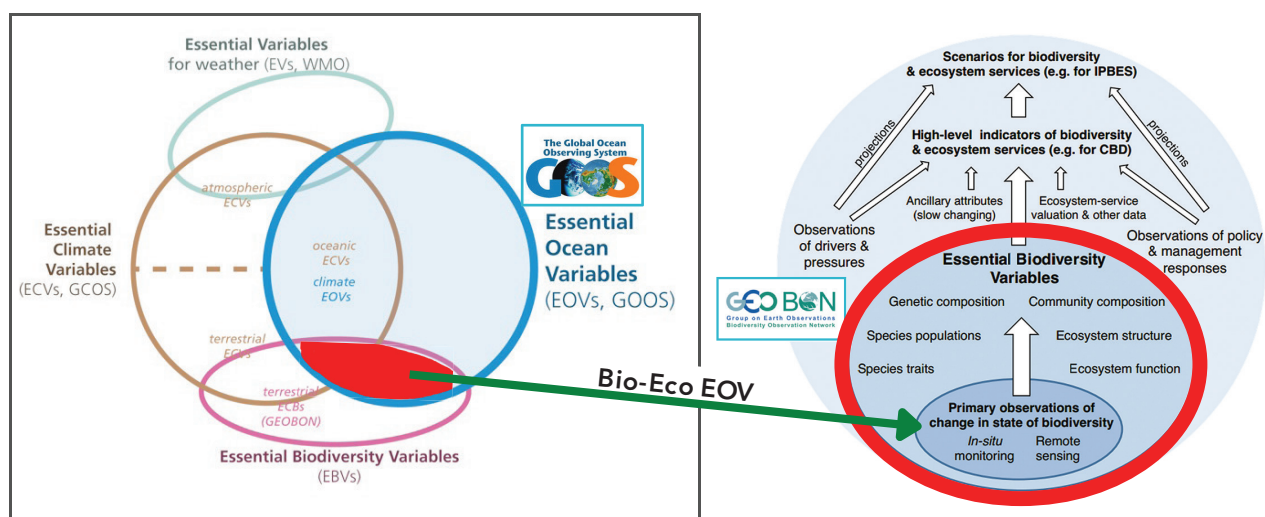 Essential Variables
for weather (EVs, WMO)
atmospheric
ECVs
The Global Ocean
Observing System
GOOS
Essential
Climate
Variables
(ECVs, GCOS)
oceanic
ECVs
climate
EOVs
Essential
Ocean
Variables
(EOVs, GOOS)
terrestrial
ECVs
terrestrial
ECBs
(GEOBON)
Essential Biodiversity Variables
(EBVs)
Bio-Eco EOV
Scenarios for biodiversity
& ecosystem services (e.g. for IPBES)
projections
projections
High-level indicators of biodiversity
& ecosystem services (e.g. for CBD)
Ancillary attributes
(slow changing)
Ecosystem-service
valuation & other data
Observations
of drivers &
pressures
Observations of policy
& management
responses
GEO BON
Group on Earth Observations
Biodiversity Observation Network
Essential Biodiversity
Variables
Genetic composition
Community composition
Species populations
Ecosystem structure
Species traits
Ecosystem function
Primary observations of
change in state of biodiversity
In-situ
monitoring
Remote
sensing